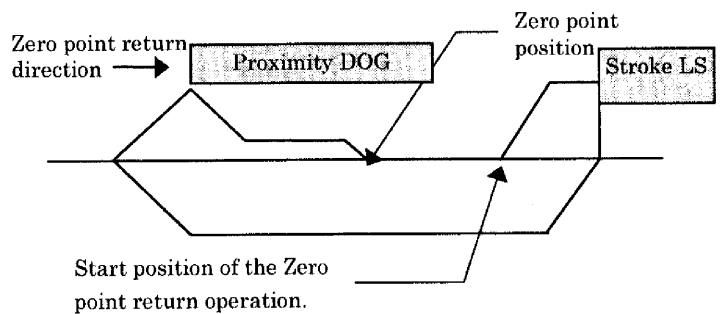 Zero point
position
Zero point return
direction
Proximity DOG
Stroke LS
Start position of the Zero
point return operation.